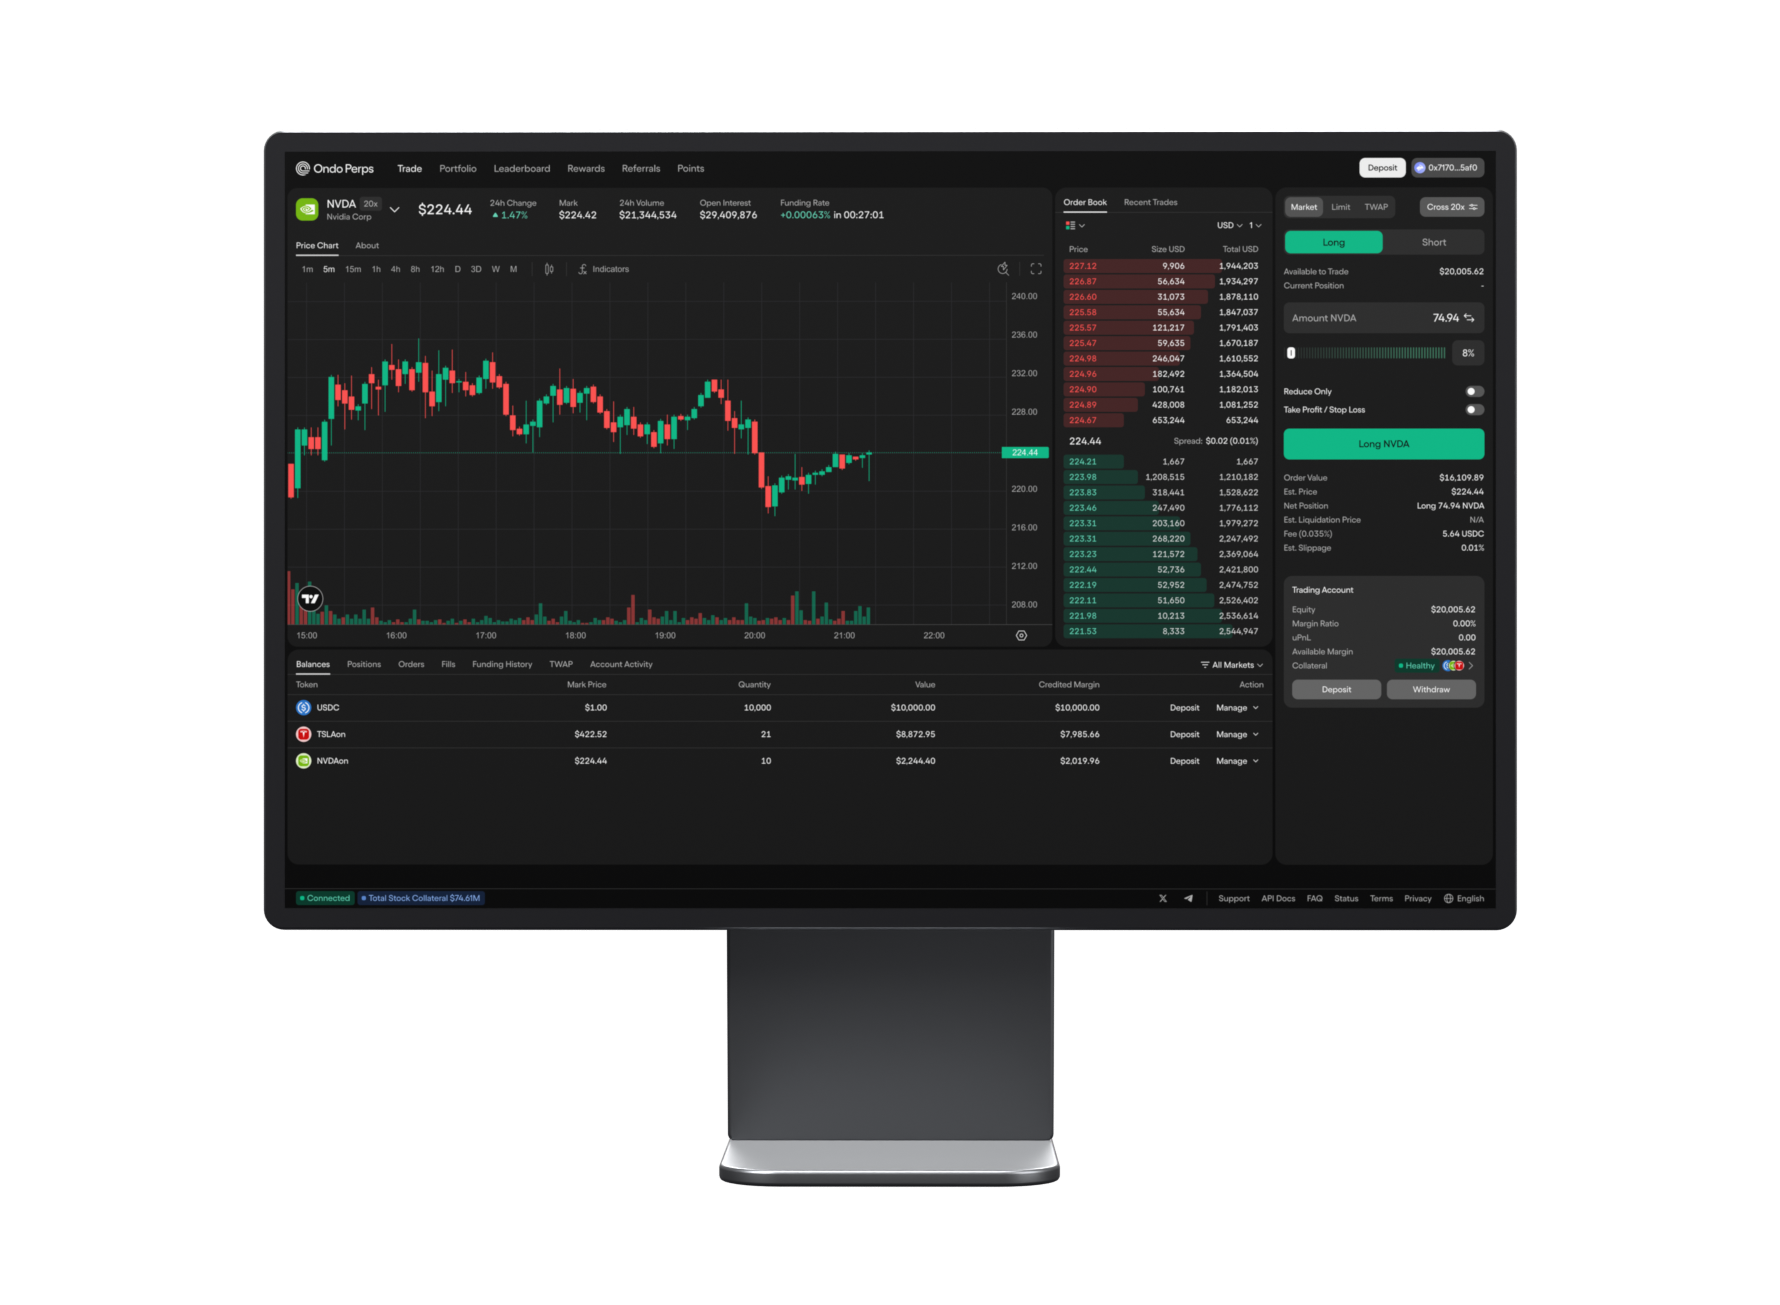 Ondo Perps Trade Portfolio Leaderboard Rewards Referrals Points Deposit 0x7170...5af0
NVDA 20x
Nvidia Corp
$224.44
24h Change
1.47%
Mark
$224.42
24h Volume
$21,344,534
Open Interest
$29,409,876
Funding Rate
+0.00063% in 00:27:01
Price Chart About
1m 5m 15m 1h 4h 8h 12h D 3D W M Indicators
240.00
236.00
232.00
228.00
224.44
220.00
216.00
212.00
208.00
15:00 16:00 17:00 18:00 19:00 20:00 21:00 22:00
Order Book Recent Trades
USD 1
Price Size USD Total USD
227.12 9,906 1,944,203
226.87 56,634 1,934,297
226.60 31,073 1,878,110
225.58 55,634 1,847,037
225.57 121,217 1,791,403
225.47 59,635 1,670,187
224.98 246,047 1,610,552
224.96 182,492 1,364,504
224.90 100,761 1,182,013
224.89 428,008 1,081,252
224.67 653,244 653,244
224.44 Spread: $0.02 (0.01%)
224.21 1,667 1,667
223.98 1,208,515 1,210,182
223.83 318,441 1,528,622
223.46 247,490 1,776,112
223.31 203,160 1,979,272
223.31 268,220 2,247,492
223.23 121,572 2,369,064
222.44 52,736 2,421,800
222.19 52,952 2,474,752
222.11 51,650 2,526,402
221.98 10,213 2,536,614
221.53 8,333 2,544,947
Market Limit TWAP Cross 20x
Long Short
Available to Trade $20,005.62
Current Position -
Amount NVDA 74.94
8%
Reduce Only
Take Profit / Stop Loss
Long NVDA
Order Value $16,109.89
Est. Price $224.44
Net Position Long 74.94 NVDA
Est. Liquidation Price N/A
Fee (0.035%) 5.64 USDC
Est. Slippage 0.01%
Trading Account
Equity $20,005.62
Margin Ratio 0.00%
uPnL 0.00
Available Margin $20,005.62
Collateral Healthy
Deposit Withdraw
Balances Positions Orders Fills Funding History TWAP Account Activity All Markets
Token Mark Price Quantity Value Credited Margin Action
USDC $1.00 10,000 $10,000.00 $10,000.00 Deposit Manage
TSLAon $422.52 21 $8,872.95 $7,985.66 Deposit Manage
NVDAon $224.44 10 $2,244.40 $2,019.96 Deposit Manage
Connected Total Stock Collateral $74.61M Support API Docs FAQ Status Terms Privacy English